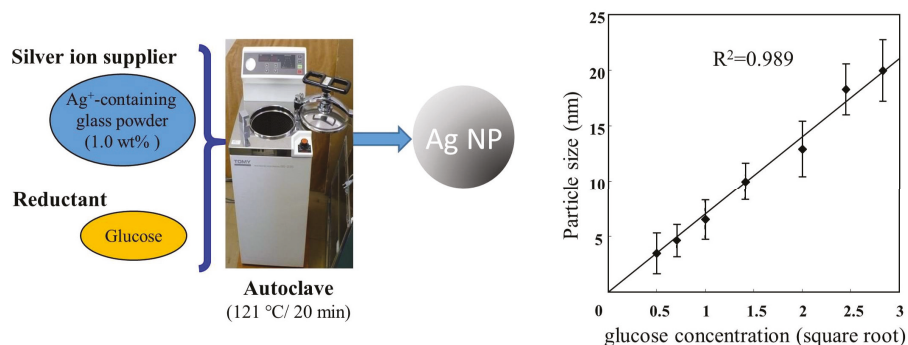 Silver ion supplier
Ag⁺-containing
glass powder
(1.0 wt% )
Reductant
Glucose
TOMY
Autoclave
(121 °C/ 20 min)
Ag NP
R²=0.989
Particle size (nm)
20
15
10
5
0
0.5
1
1.5
2
2.5
3
glucose concentration (square root)